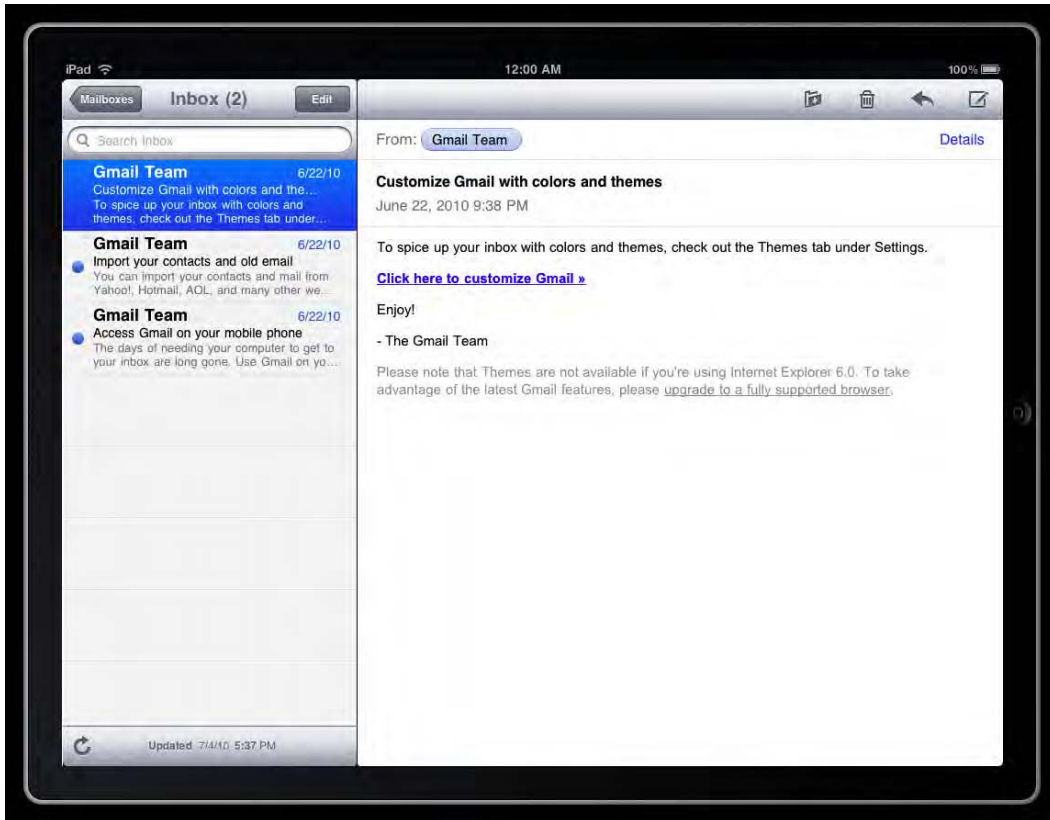 iPad
12:00 AM
100%
Mailboxes
Inbox (2)
Edit
Search Inbox
Gmail Team 6/22/10
Customize Gmail with colors and the...
To spice up your inbox with colors and
themes, check out the Themes tab under...
Gmail Team 6/22/10
Import your contacts and old email
You can import your contacts and mail from
Yahoo!, Hotmail, AOL, and many other we...
Gmail Team 6/22/10
Access Gmail on your mobile phone
The days of needing your computer to get to
your inbox are long gone. Use Gmail on yo...
Updated 7/4/10 5:37 PM
From: Gmail Team
Details
Customize Gmail with colors and themes
June 22, 2010 9:38 PM
To spice up your inbox with colors and themes, check out the Themes tab under Settings.
Click here to customize Gmail »
Enjoy!
- The Gmail Team
Please note that Themes are not available if you're using Internet Explorer 6.0. To take
advantage of the latest Gmail features, please upgrade to a fully supported browser.